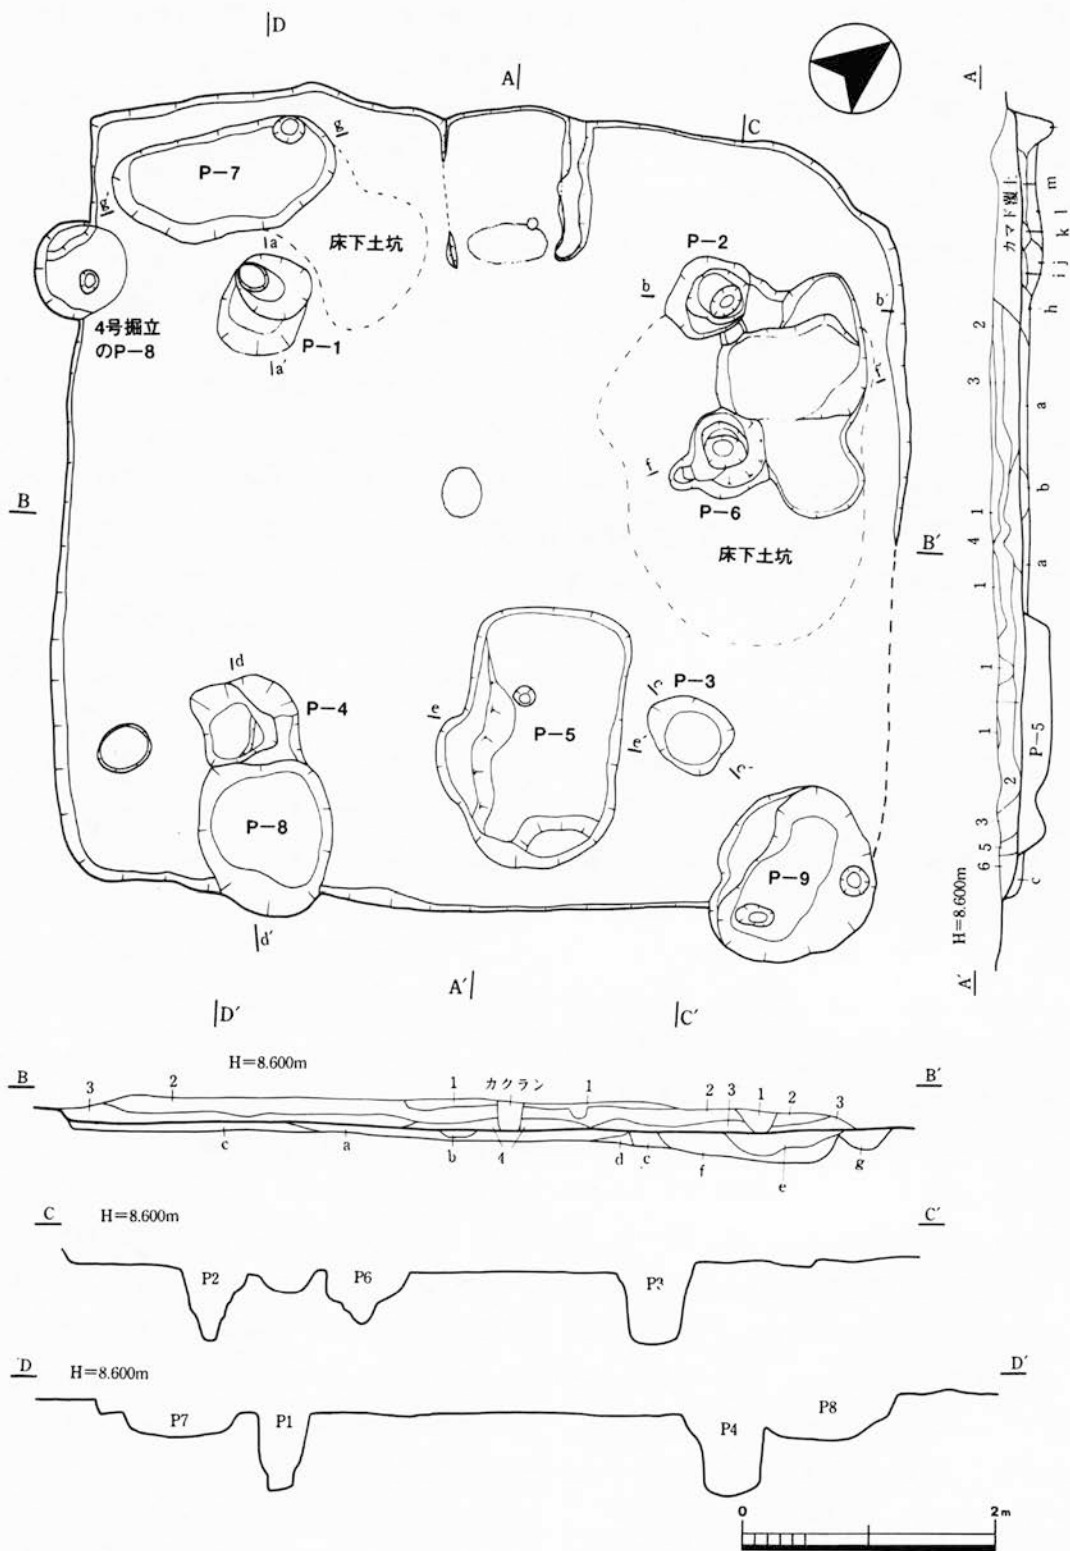 D
A
C
A
P-7
g
g'
a
床下土坑
m
カマド覆土
l
k
j
i
h
P-2
b
b'
4号掘立
のP-8
P-1
a'
2
3
a
f
f'
b
B
P-6
1
B'
床下土坑
4
a
1
d
P-3
c
P-4
1
e
P-5
e'
c'
1
P-5
2
P-8
3
5
P-9
6
c
H=8.600m
d'
A'
A'
D'
C'
H=8.600m
B
3
2
1
カクラン
1
2
3
1
2
3
B'
c
a
b
4
d
c
f
e
g
C
H=8.600m
C'
P2
P6
P3
D
H=8.600m
D'
P7
P1
P4
P8
0
2m